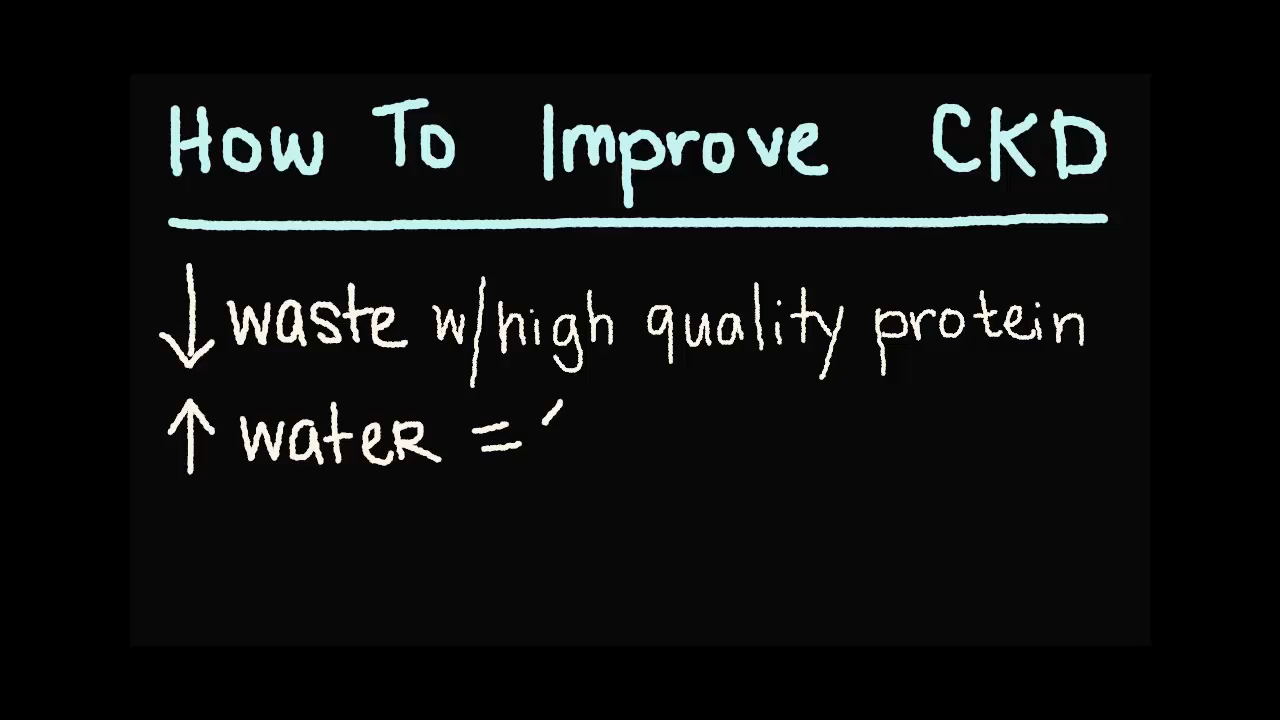 How To Improve CKD
↓ waste w/high quality protein
↑ water =